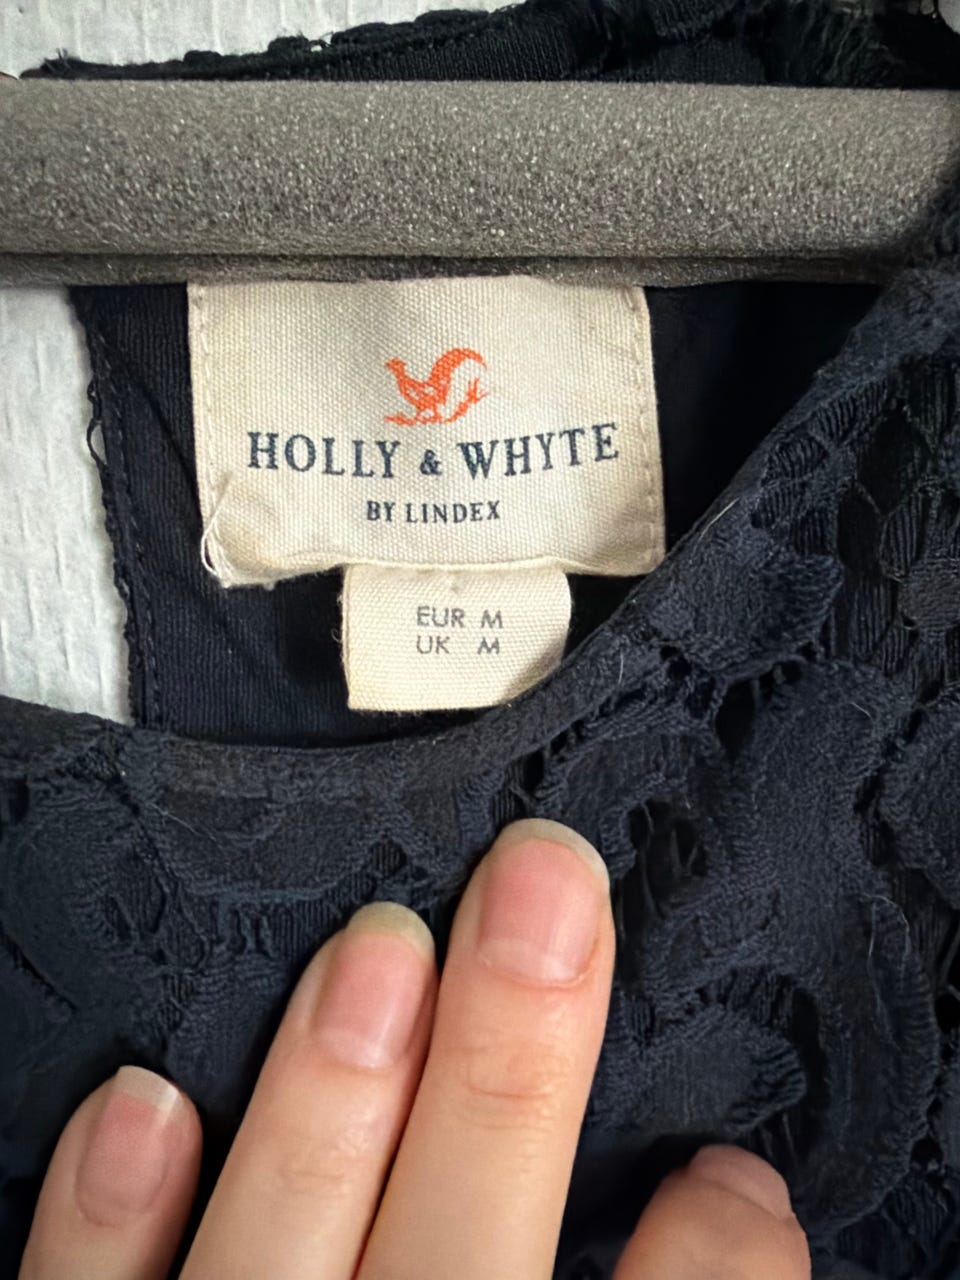 HOLLY & WHYTE
BY LINDEX
EUR M
UK M